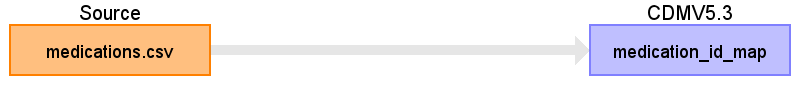 Source
CDMV5.3
medications.csv
medication_id_map